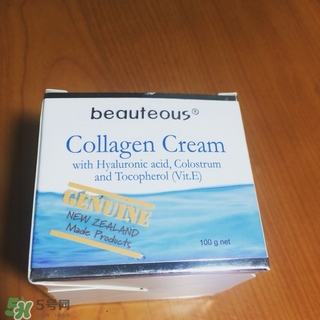 beauteous®
Collagen Cream
with Hyaluronic acid, Colostrum
and Tocopherol (Vit.E)
GENUINE
NEW ZEALAND
Made Products
100 g net
5号网